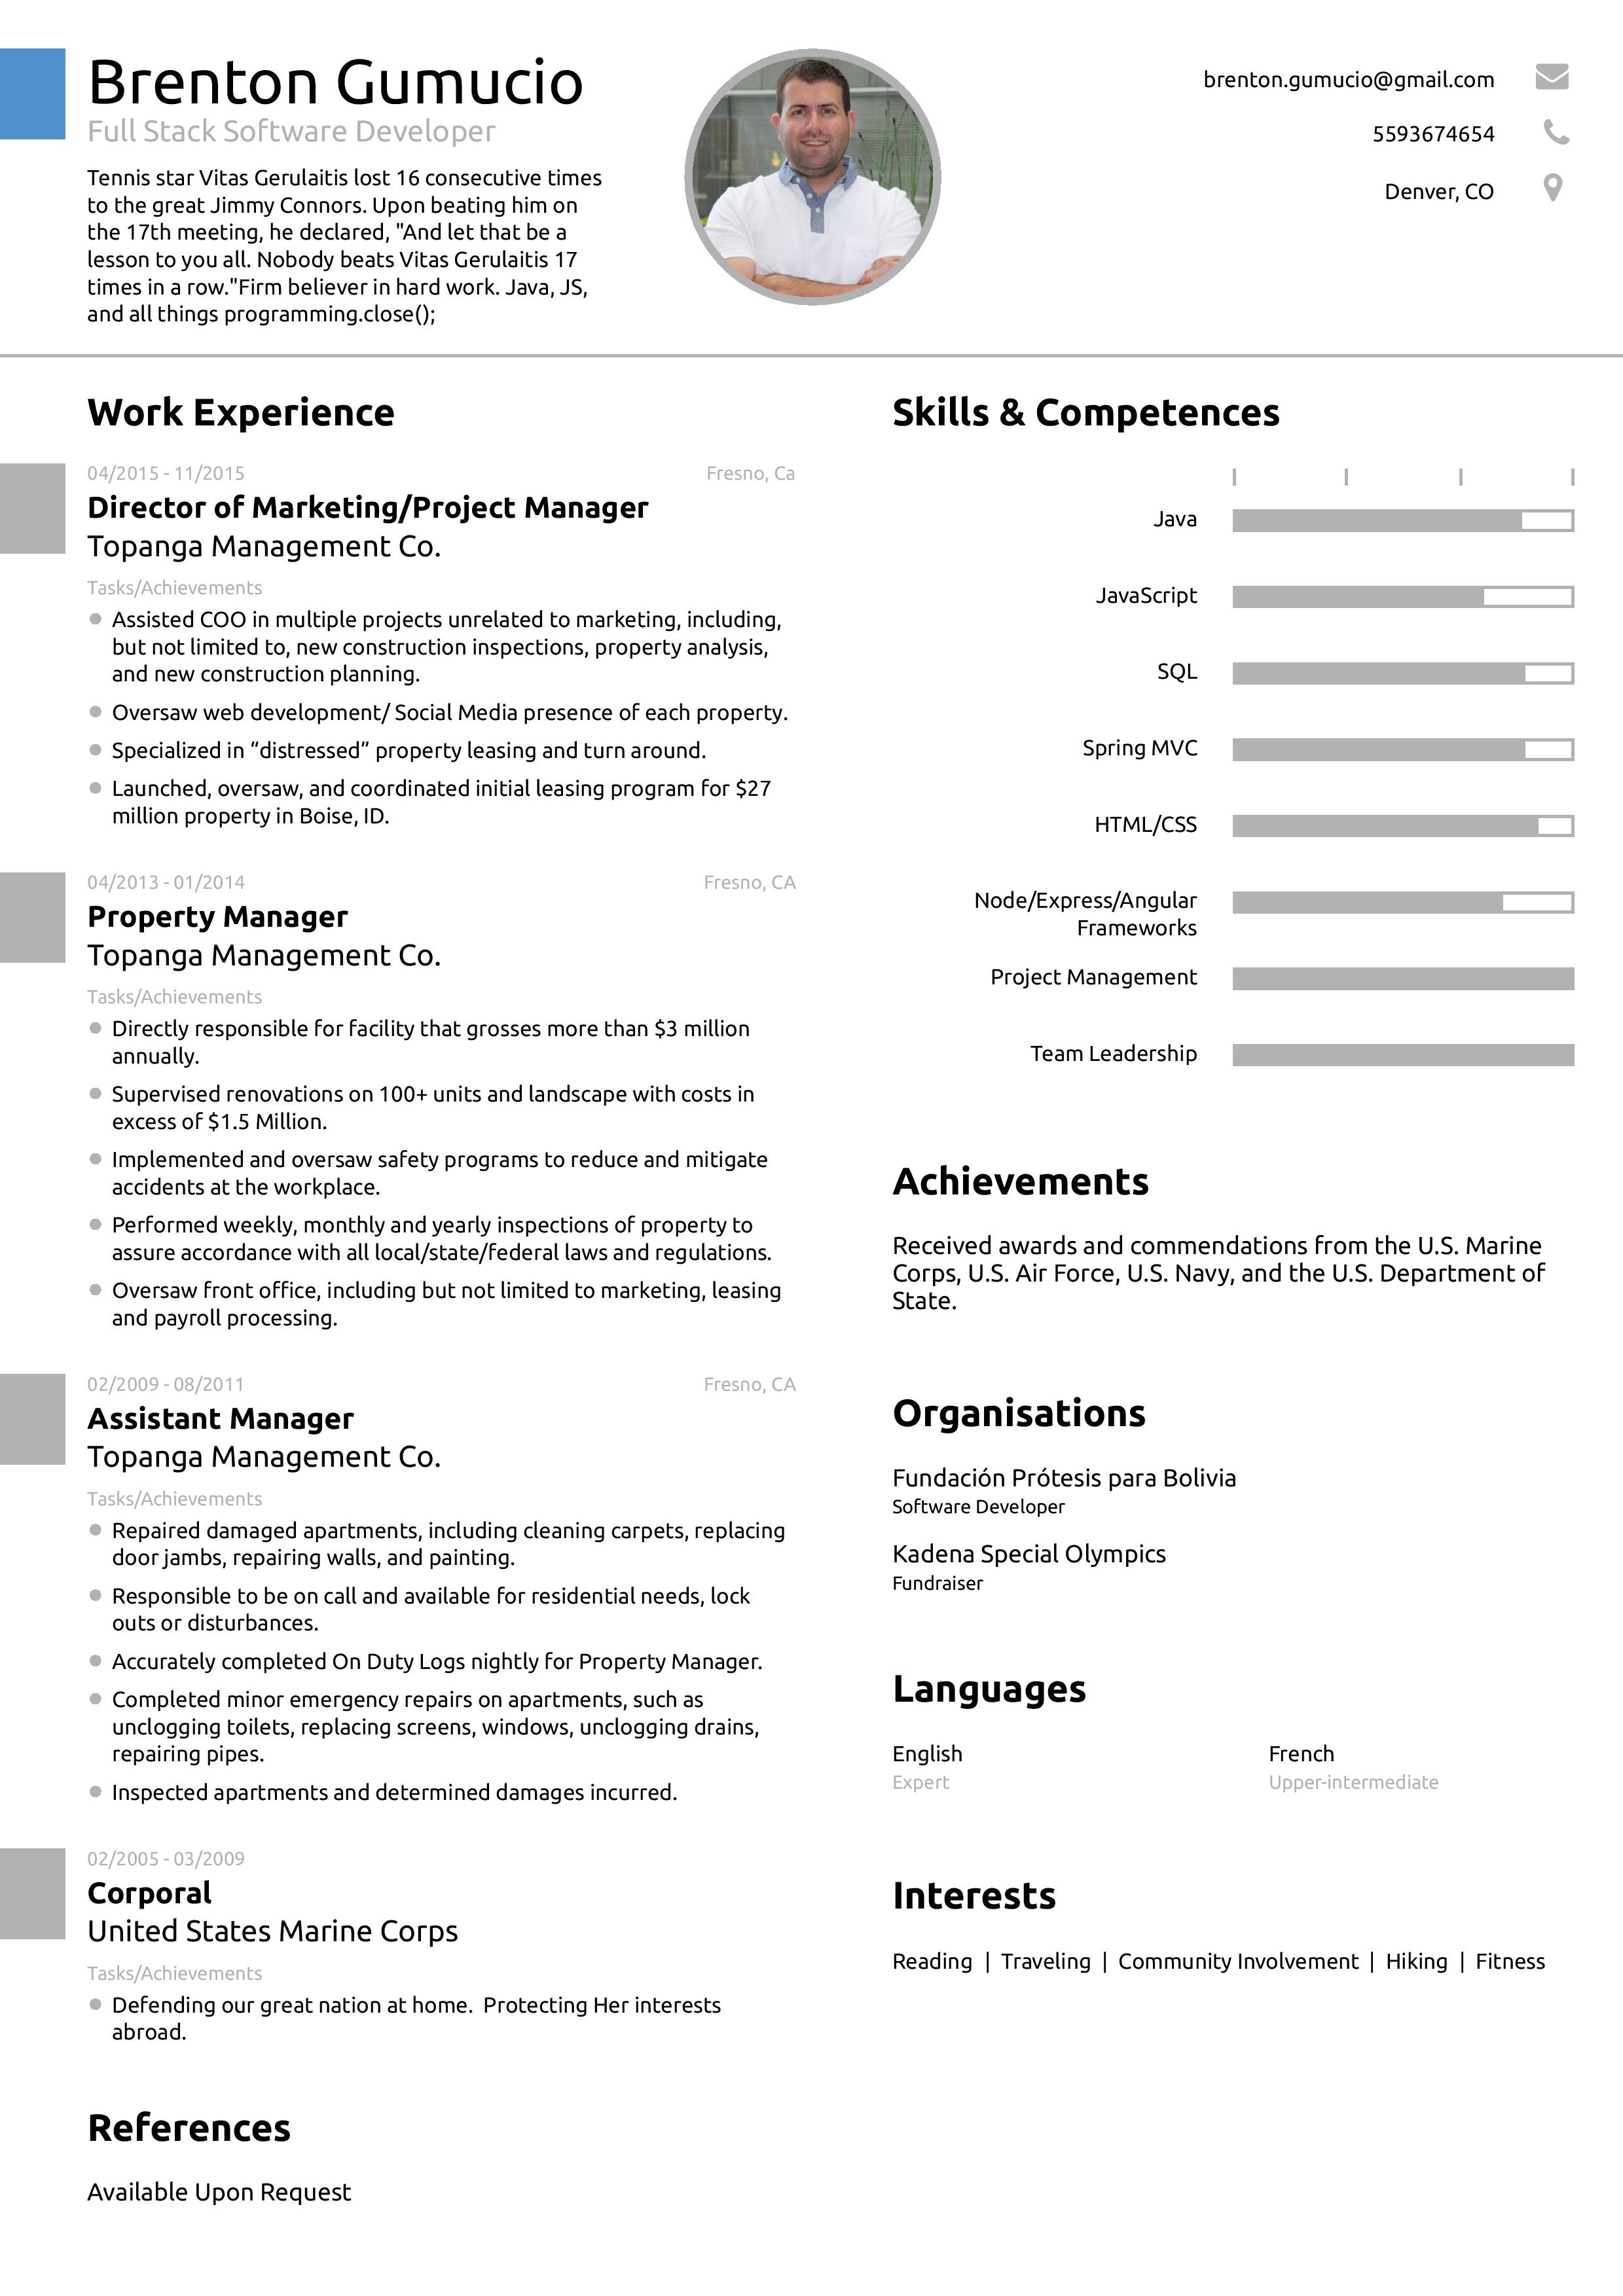 Brenton Gumucio
Full Stack Software Developer
Tennis star Vitas Gerulaitis lost 16 consecutive times
to the great Jimmy Connors. Upon beating him on
the 17th meeting, he declared, "And let that be a
lesson to you all. Nobody beats Vitas Gerulaitis 17
times in a row."Firm believer in hard work. Java, JS,
and all things programming.close();
brenton.gumucio@gmail.com
5593674654
Denver, CO
Work Experience
04/2015 - 11/2015
Fresno, Ca
Director of Marketing/Project Manager
Topanga Management Co.
Tasks/Achievements
Assisted COO in multiple projects unrelated to marketing, including,
but not limited to, new construction inspections, property analysis,
and new construction planning.
Oversaw web development/ Social Media presence of each property.
Specialized in “distressed” property leasing and turn around.
Launched, oversaw, and coordinated initial leasing program for $27
million property in Boise, ID.
04/2013 - 01/2014
Fresno, CA
Property Manager
Topanga Management Co.
Tasks/Achievements
Directly responsible for facility that grosses more than $3 million
annually.
Supervised renovations on 100+ units and landscape with costs in
excess of $1.5 Million.
Implemented and oversaw safety programs to reduce and mitigate
accidents at the workplace.
Performed weekly, monthly and yearly inspections of property to
assure accordance with all local/state/federal laws and regulations.
Oversaw front office, including but not limited to marketing, leasing
and payroll processing.
02/2009 - 08/2011
Fresno, CA
Assistant Manager
Topanga Management Co.
Tasks/Achievements
Repaired damaged apartments, including cleaning carpets, replacing
door jambs, repairing walls, and painting.
Responsible to be on call and available for residential needs, lock
outs or disturbances.
Accurately completed On Duty Logs nightly for Property Manager.
Completed minor emergency repairs on apartments, such as
unclogging toilets, replacing screens, windows, unclogging drains,
repairing pipes.
Inspected apartments and determined damages incurred.
02/2005 - 03/2009
Corporal
United States Marine Corps
Tasks/Achievements
Defending our great nation at home.  Protecting Her interests
abroad.
References
Available Upon Request
Skills & Competences
Java
JavaScript
SQL
Spring MVC
HTML/CSS
Node/Express/Angular
Frameworks
Project Management
Team Leadership
Achievements
Received awards and commendations from the U.S. Marine
Corps, U.S. Air Force, U.S. Navy, and the U.S. Department of
State.
Organisations
Fundación Prótesis para Bolivia
Software Developer
Kadena Special Olympics
Fundraiser
Languages
English
Expert
French
Upper-intermediate
Interests
Reading | Traveling | Community Involvement | Hiking | Fitness